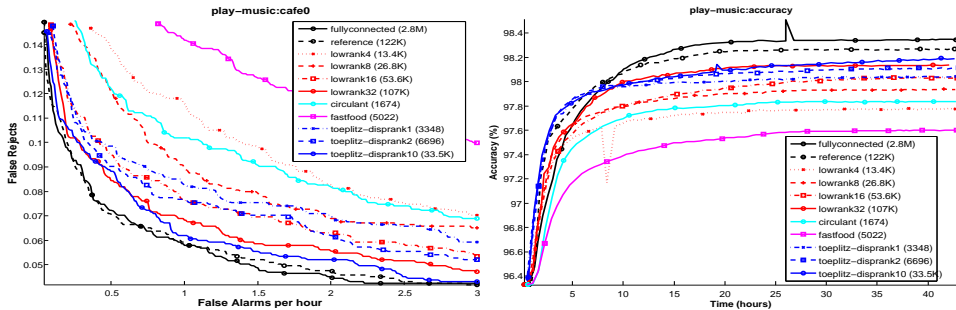 play-music:cafe0
False Rejects
0.14
0.13
0.12
0.11
0.10
0.09
0.08
0.07
0.06
0.05
0.5
1
1.5
2
2.5
3
False Alarms per hour
fullyconnected (2.8M)
reference (122K)
lowrank4 (13.4K)
lowrank8 (26.8K)
lowrank16 (53.6K)
lowrank32 (107K)
circulant (1674)
fastfood (5022)
toeplitz-disprank1 (3348)
toeplitz-disprank2 (6696)
toeplitz-disprank10 (33.5K)
play-music:accuracy
Accuracy (%)
98.4
98.2
98
97.8
97.6
97.4
97.2
97
96.8
96.6
96.4
5
10
15
20
25
30
35
40
Time (hours)
fullyconnected (2.8M)
reference (122K)
lowrank4 (13.4K)
lowrank8 (26.8K)
lowrank16 (53.6K)
lowrank32 (107K)
circulant (1674)
fastfood (5022)
toeplitz-disprank1 (3348)
toeplitz-disprank2 (6696)
toeplitz-disprank10 (33.5K)